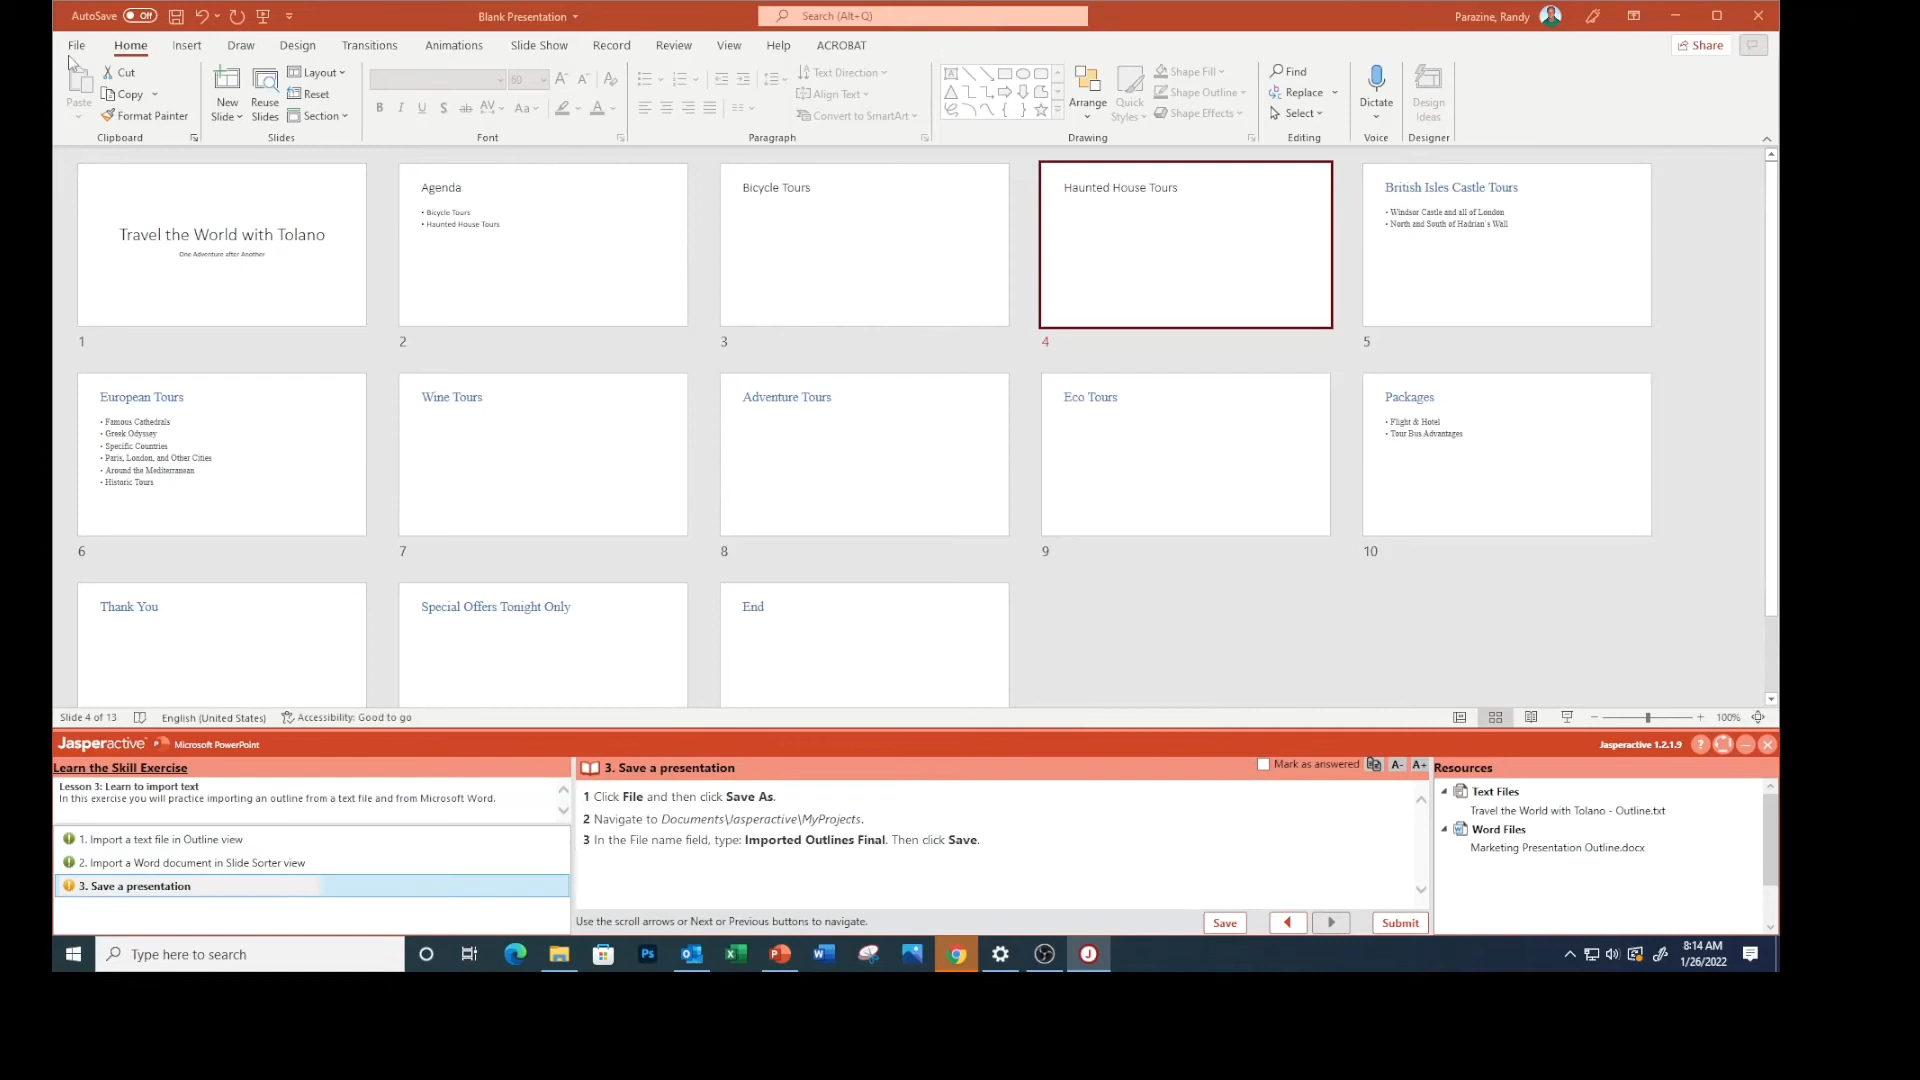 AutoSave Off
Blank Presentation
Search (Alt+Q)
Parazine, Randy
File Home Insert Draw Design Transitions Animations Slide Show Record Review View Help ACROBAT
Share
Paste
Cut
Copy
Format Painter
Clipboard
New Slide
Reuse Slides
Layout
Reset
Section
Slides
60
Font
Text Direction
Align Text
Convert to SmartArt
Paragraph
Arrange
Quick Styles
Shape Fill
Shape Outline
Shape Effects
Drawing
Find
Replace
Select
Editing
Dictate
Voice
Design Ideas
Designer
Travel the World with Tolano
One Adventure after Another
1
Agenda
• Bicycle Tours
• Haunted House Tours
2
Bicycle Tours
3
Haunted House Tours
4
British Isles Castle Tours
• Windsor Castle and all of London
• North and South of Hadrian's Wall
5
European Tours
• Famous Cathedrals
• Greek Odyssey
• Specific Countries
• Paris, London, and Other Cities
• Around the Mediterranean
• Historic Tours
6
Wine Tours
7
Adventure Tours
8
Eco Tours
9
Packages
• Flight & Hotel
• Tour Bus Advantages
10
Thank You
Special Offers Tonight Only
End
Slide 4 of 13
English (United States)
Accessibility: Good to go
100%
Jasperactive Microsoft PowerPoint
Jasperactive 1.2.1.9
Learn the Skill Exercise
Lesson 3: Learn to import text
In this exercise you will practice importing an outline from a text file and from Microsoft Word.
1. Import a text file in Outline view
2. Import a Word document in Slide Sorter view
3. Save a presentation
3. Save a presentation
Mark as answered
A- A+
1 Click File and then click Save As.
2 Navigate to Documents\Jasperactive\MyProjects.
3 In the File name field, type: Imported Outlines Final. Then click Save.
Use the scroll arrows or Next or Previous buttons to navigate.
Save
Submit
Resources
Text Files
Travel the World with Tolano - Outline.txt
Word Files
Marketing Presentation Outline.docx
Type here to search
8:14 AM
1/26/2022